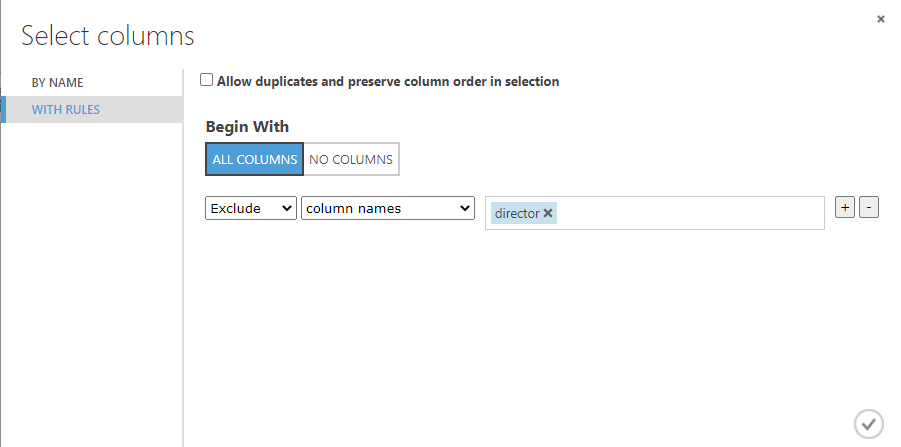 Select columns
BY NAME
WITH RULES
Allow duplicates and preserve column order in selection
Begin With
ALL COLUMNS NO COLUMNS
Exclude column names director + -